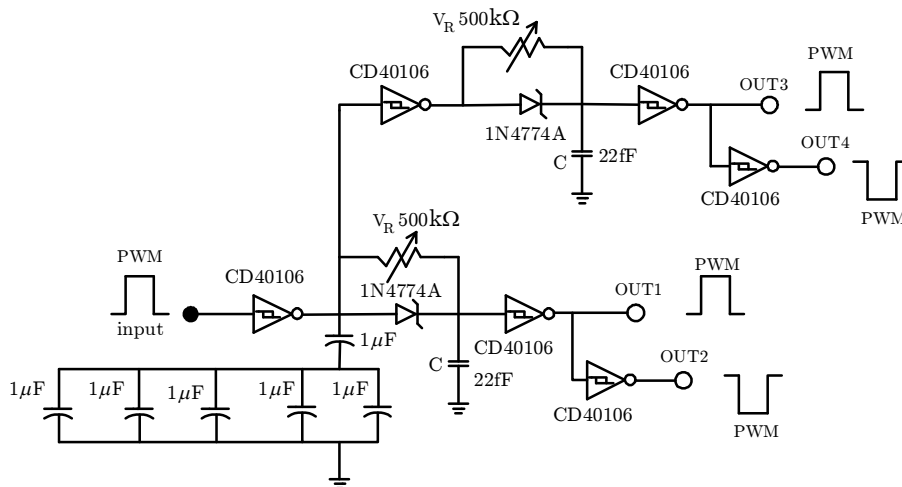 V_R 500kΩ
PWM
CD40106
CD40106
OUT3
1N4774A
OUT4
C
22fF
CD40106
PWM
V_R 500kΩ
PWM
CD40106
1N4774A
PWM
OUT1
input
1μF
CD40106
OUT2
C
22fF
1μF
1μF
1μF
1μF
1μF
CD40106
PWM